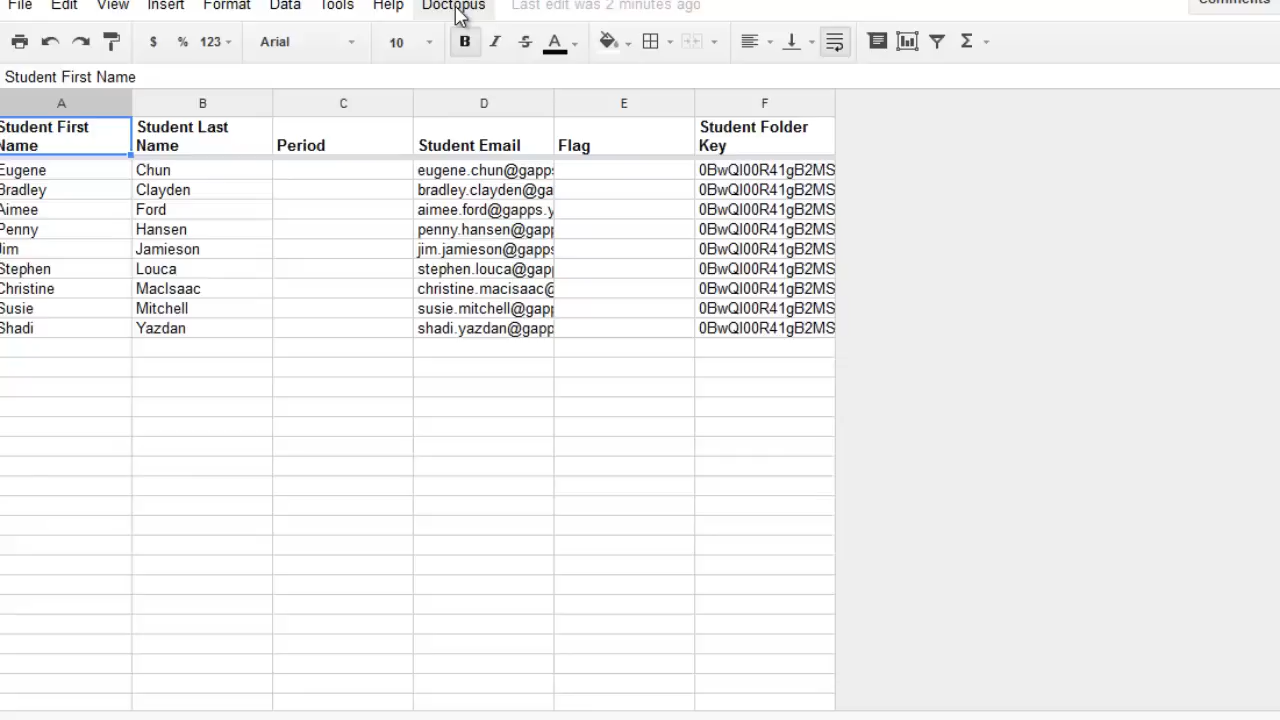 File Edit View Insert Format Data Tools Help Doctopus Last edit was 2 minutes ago Comments
$ % 123 Arial 10 B I S A Σ
Student First Name
A B C D E F
Student First Name Student Last Name Period Student Email Flag Student Folder Key
Eugene Chun eugene.chun@gapps 0BwQI00R41gB2MS
Bradley Clayden bradley.clayden@ga 0BwQI00R41gB2MS
Aimee Ford aimee.ford@gapps.y 0BwQI00R41gB2MS
Penny Hansen penny.hansen@gapp 0BwQI00R41gB2MS
Jim Jamieson jim.jamieson@gapps 0BwQI00R41gB2MS
Stephen Louca stephen.louca@gapp 0BwQI00R41gB2MS
Christine MacIsaac christine.macisaac@ 0BwQI00R41gB2MS
Susie Mitchell susie.mitchell@gapp 0BwQI00R41gB2MS
Shadi Yazdan shadi.yazdan@gapp 0BwQI00R41gB2MS